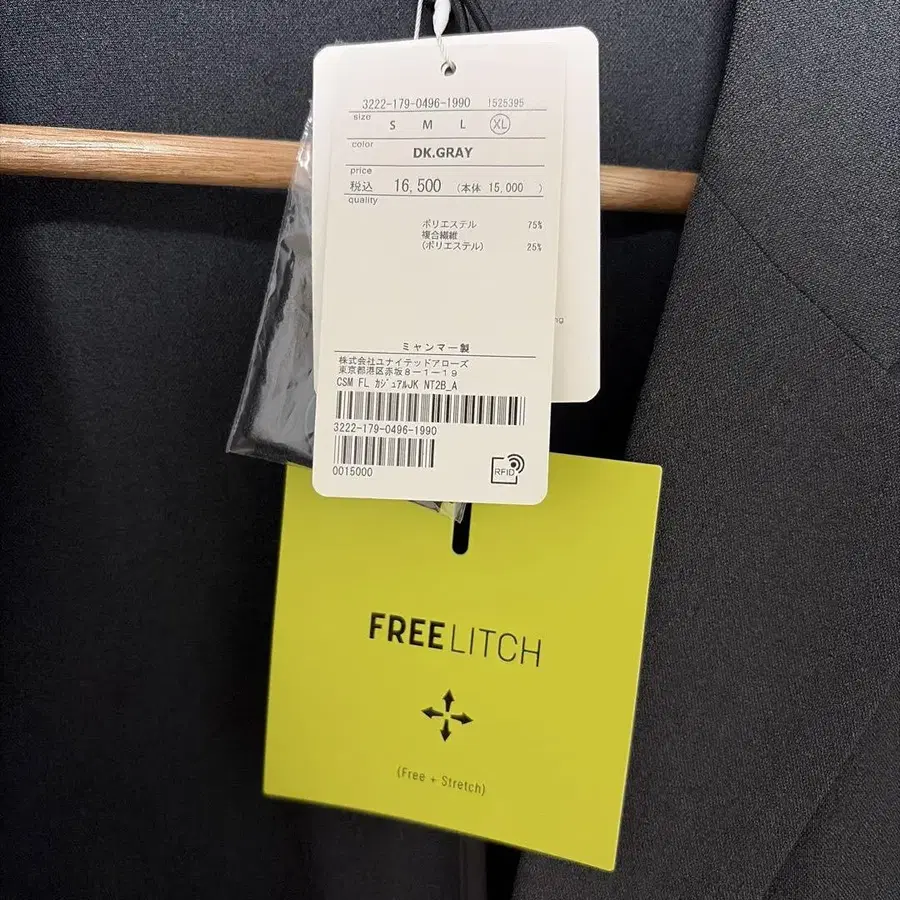 3222-179-0496-1990 1525395
size
S M L XL
color
DK.GRAY
price
税込 16,500 (本体 15,000 )
quality
ポリエステル 75%
複合繊維
(ポリエステル) 25%
ng
ミャンマー製
株式会社ユナイテッドアローズ
東京都港区赤坂8-1-19
CSM FL カジュアルJK NT2B_A
3222-179-0496-1990
0015000
RFID
FREELITCH
(Free + Stretch)